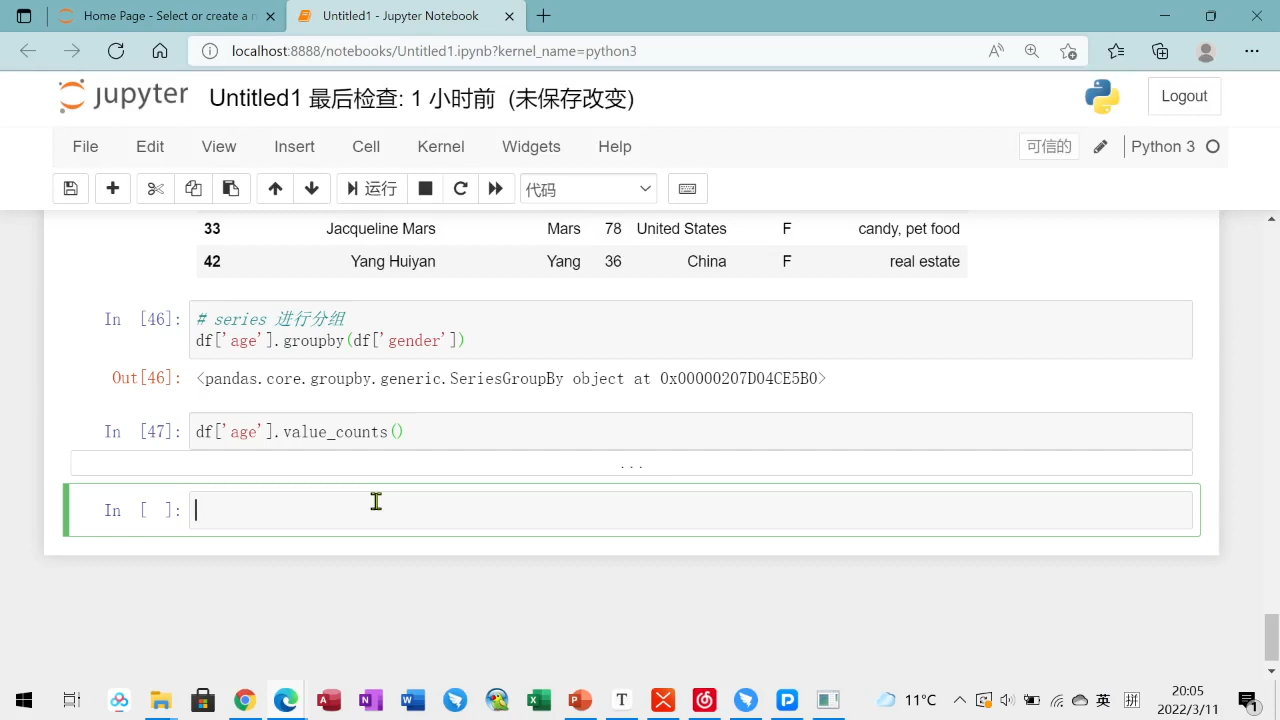 Home Page - Select or create a n
Untitled1 - Jupyter Notebook
localhost:8888/notebooks/Untitled1.ipynb?kernel_name=python3
jupyter Untitled1 最后检查: 1 小时前 (未保存改变)
Logout
File Edit View Insert Cell Kernel Widgets Help 可信的 Python 3
运行 代码
33 Jacqueline Mars Mars 78 United States F candy, pet food
42 Yang Huiyan Yang 36 China F real estate
In [46]: # series 进行分组
df['age'].groupby(df['gender'])
Out[46]: <pandas.core.groupby.generic.SeriesGroupBy object at 0x00000207D04CE5B0>
In [47]: df['age'].value_counts()
...
In [ ]:
11°C 英 拼 20:05
2022/3/11